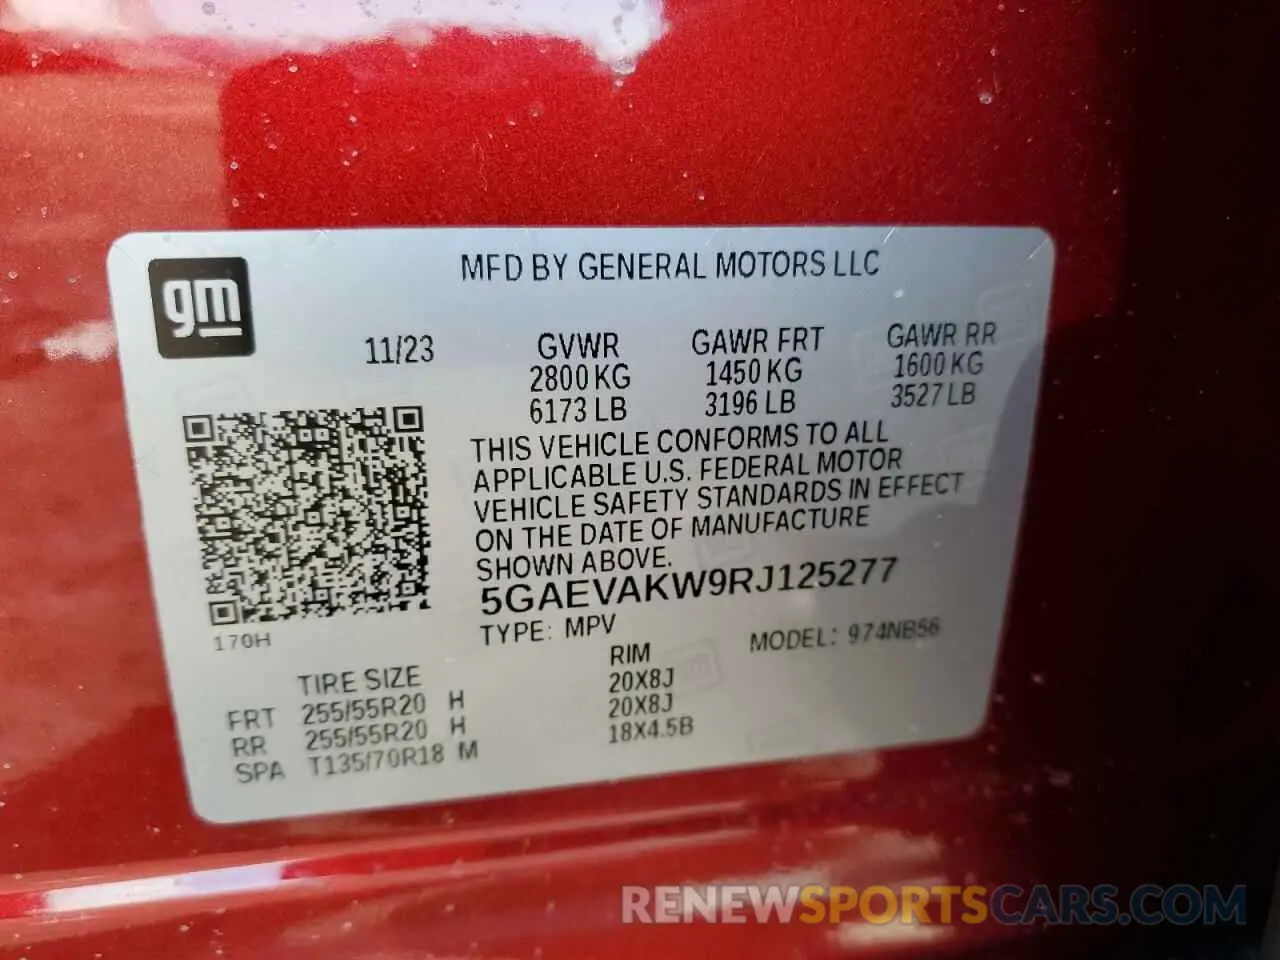 gm
MFD BY GENERAL MOTORS LLC
11/23
GVWR
2800 KG
6173 LB
GAWR FRT
1450 KG
3196 LB
GAWR RR
1600 KG
3527 LB
THIS VEHICLE CONFORMS TO ALL
APPLICABLE U.S. FEDERAL MOTOR
VEHICLE SAFETY STANDARDS IN EFFECT
ON THE DATE OF MANUFACTURE
SHOWN ABOVE.
5GAEVAKW9RJ125277
TYPE: MPV
MODEL: 974NB56
170H
TIRE SIZE
RIM
FRT 255/55R20 H 20X8J
RR 255/55R20 H 20X8J
SPA T135/70R18 M 18X4.5B
RENEWSPORTSCARS.COM